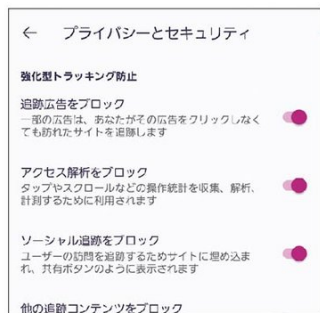 ← プライバシーとセキュリティ
強化型トラッキング防止
追跡広告をブロック
一部の広告は、あなたがその広告をクリックしなく
ても訪れたサイトを追跡します
アクセス解析をブロック
タップやスクロールなどの操作統計を収集、解析、
計測するために利用されます
ソーシャル追跡をブロック
ユーザーの訪問を追跡するためサイトに埋め込ま
れ、共有ボタンのように表示されます
他の追跡コンテンツをブロック